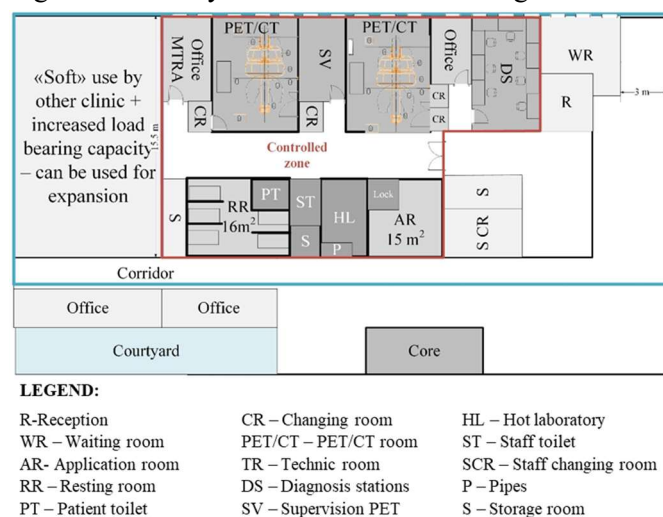 PET/CT
PET/CT
Office
MTRA
SV
Office
DS
WR
«Soft» use by
other clinic +
increased load
bearing capacity
– can be used for
expansion
15.5 m
CR
CR
CR
CR
R
3 m
Controlled
zone
S
RR
16m²
PT
ST
S
HL
P
Lock
AR
15 m²
S
S CR
Corridor
Office
Office
Courtyard
Core
LEGEND:
R-Reception
WR – Waiting room
AR- Application room
RR – Resting room
PT – Patient toilet
CR – Changing room
PET/CT – PET/CT room
TR – Technic room
DS – Diagnosis stations
SV – Supervision PET
HL – Hot laboratory
ST – Staff toilet
SCR – Staff changing room
P – Pipes
S – Storage room